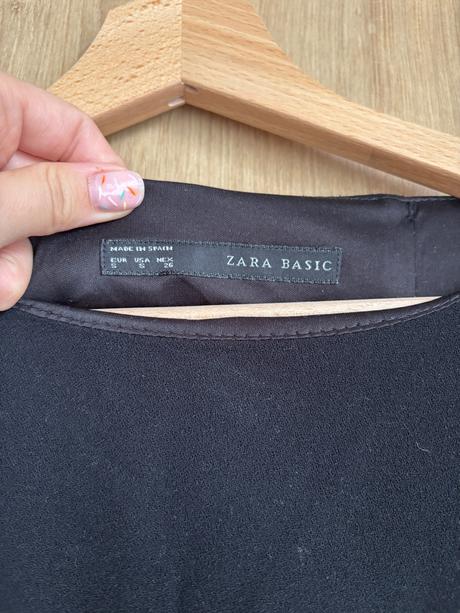 MADE IN SPAIN
EUR USA MEX
S S 26
ZARA BASIC